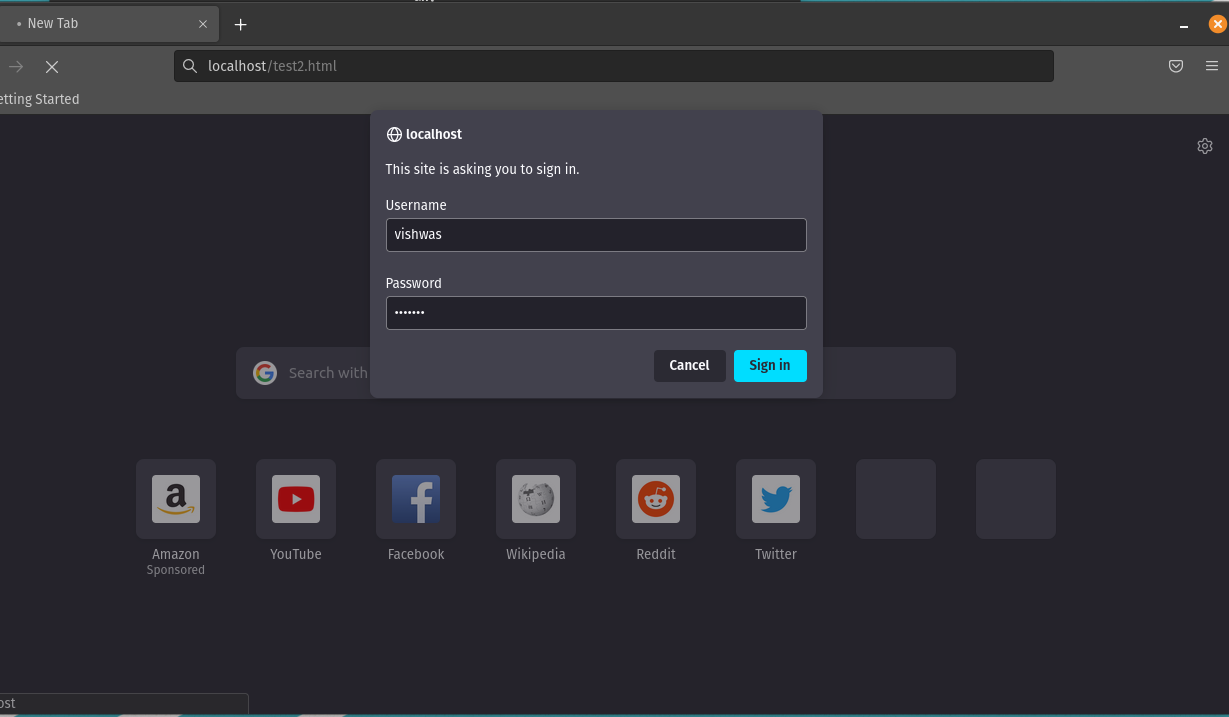 New Tab
localhost/test2.html
etting Started
localhost
This site is asking you to sign in.
Username
vishwas
Password
•••••••
Cancel
Sign in
Search with
Amazon
Sponsored
YouTube
Facebook
Wikipedia
Reddit
Twitter
ost